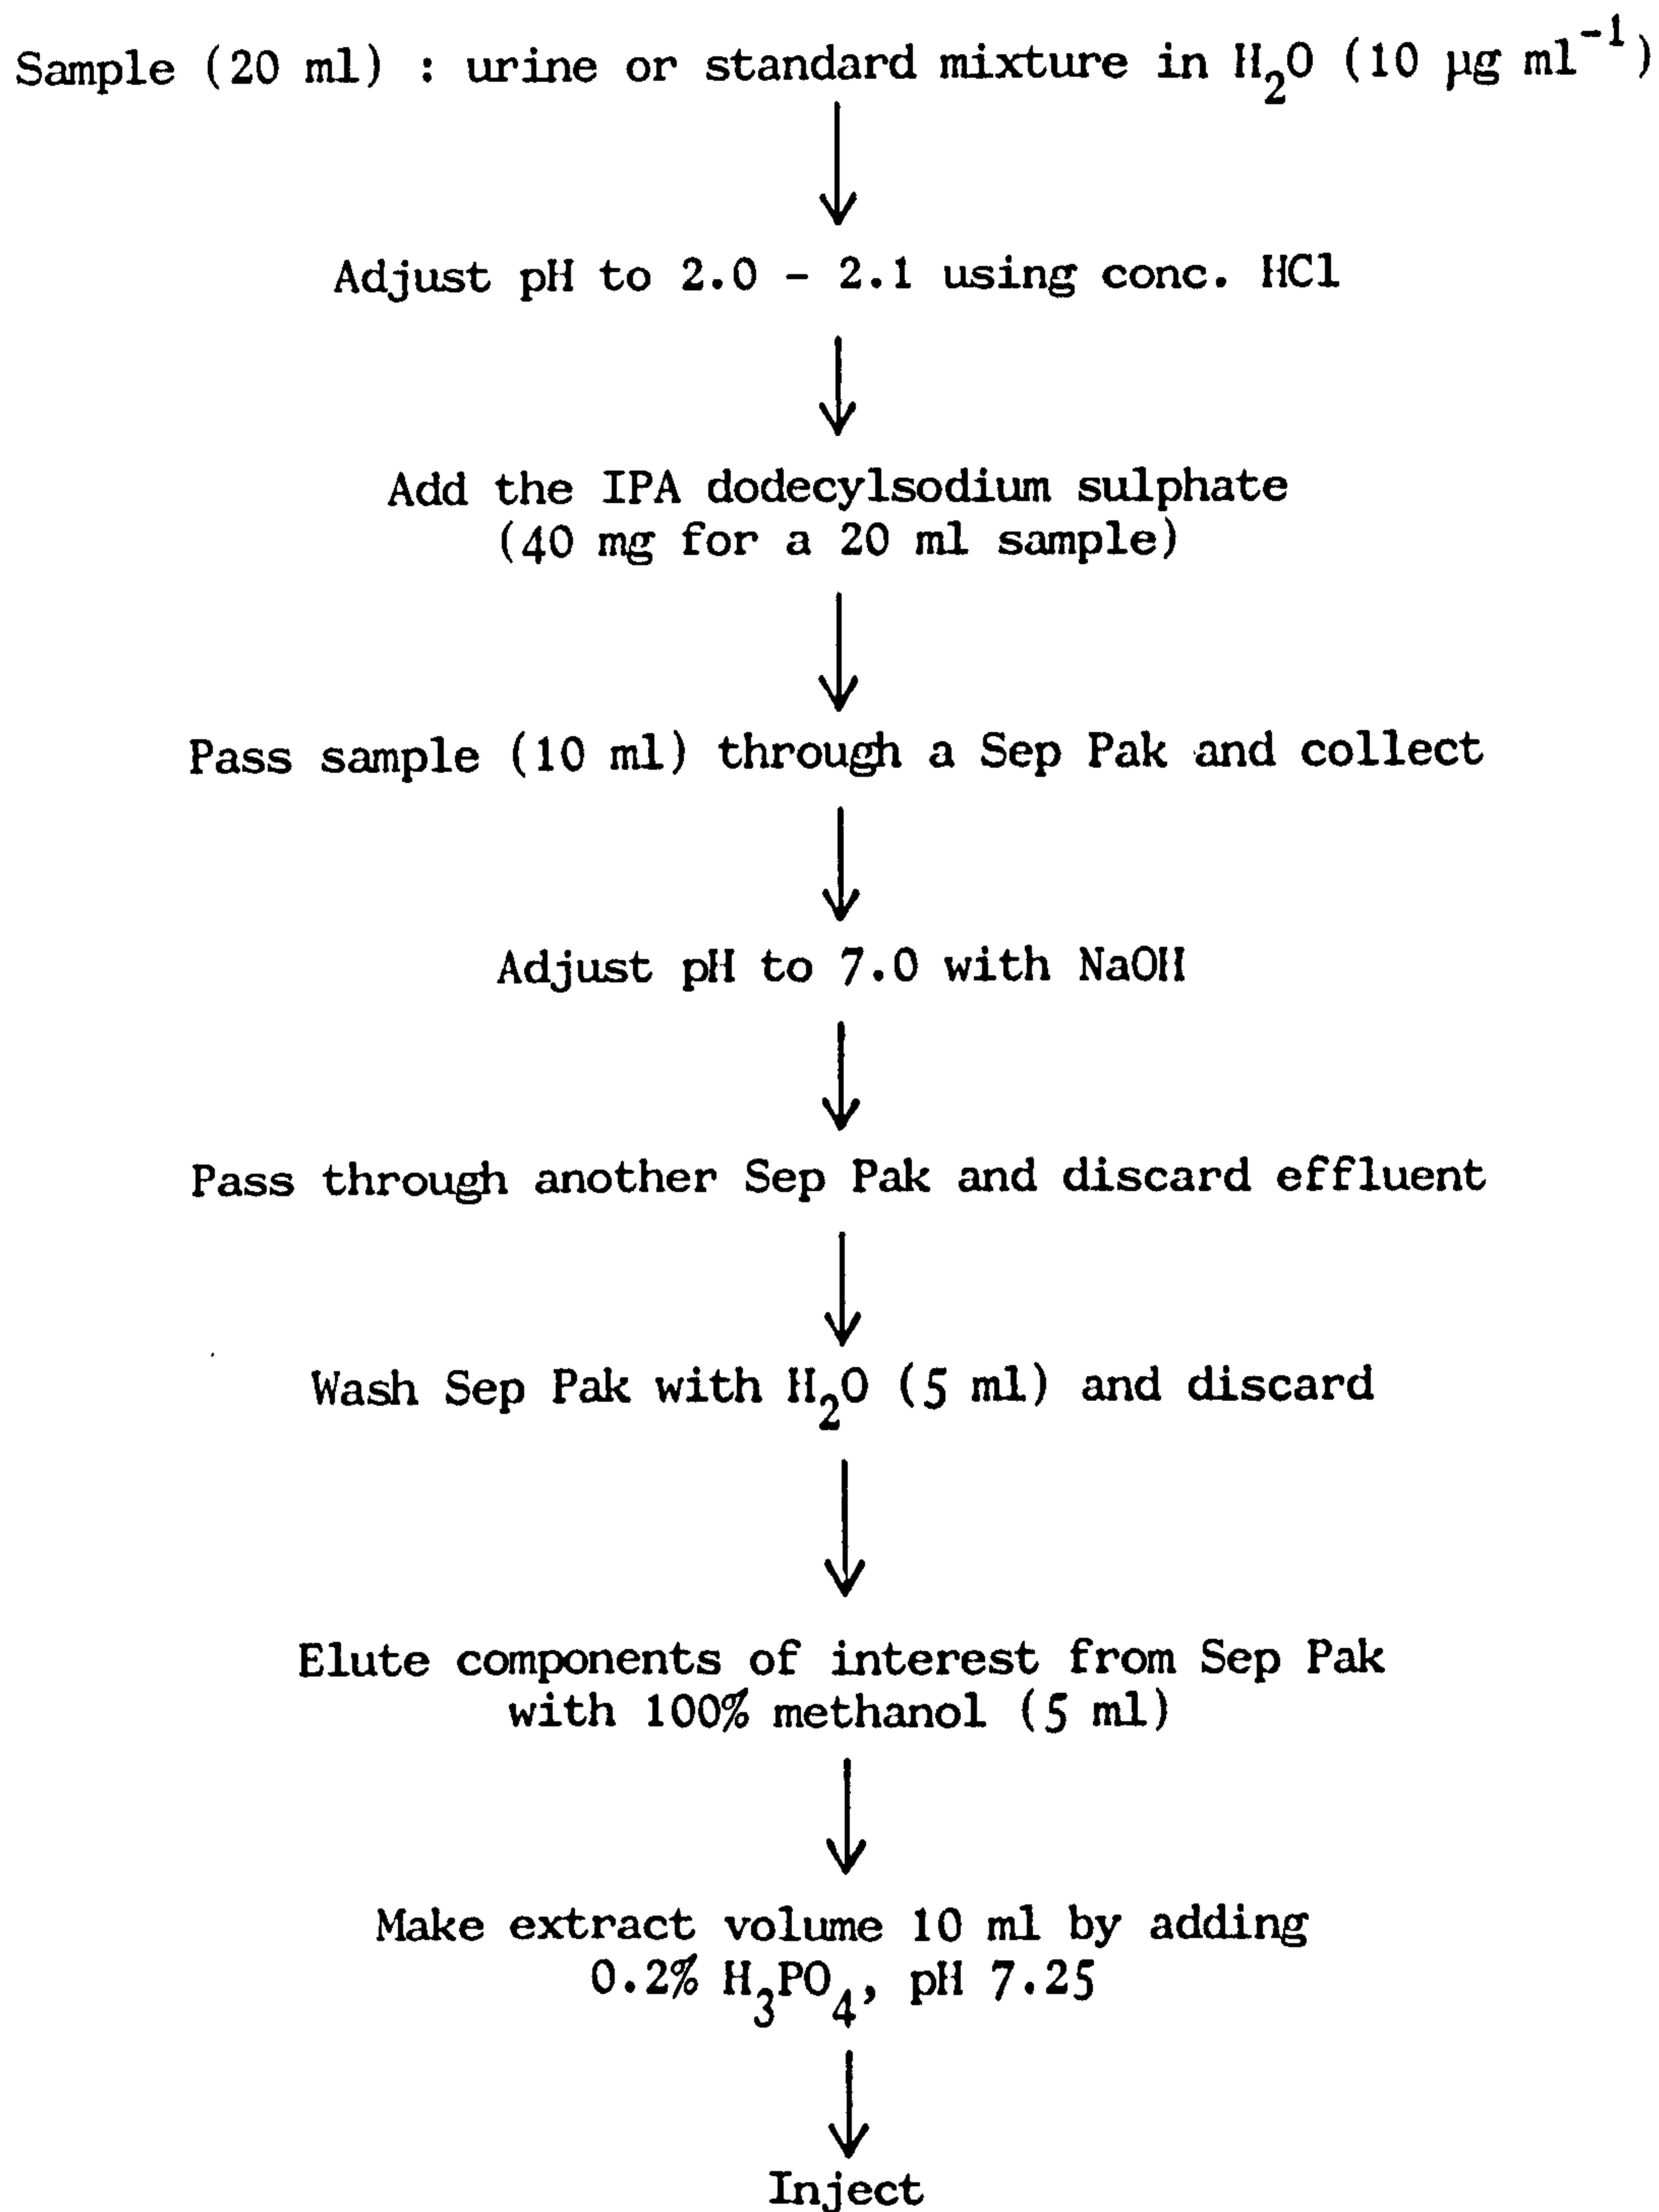 Sample (20 ml) : urine or standard mixture in H₂O (10 µg ml⁻¹)
Adjust pH to 2.0 - 2.1 using conc. HCl
Add the IPA dodecylsodium sulphate
(40 mg for a 20 ml sample)
Pass sample (10 ml) through a Sep Pak and collect
Adjust pH to 7.0 with NaOH
Pass through another Sep Pak and discard effluent
Wash Sep Pak with H₂O (5 ml) and discard
Elute components of interest from Sep Pak
with 100% methanol (5 ml)
Make extract volume 10 ml by adding
0.2% H₃PO₄, pH 7.25
Inject